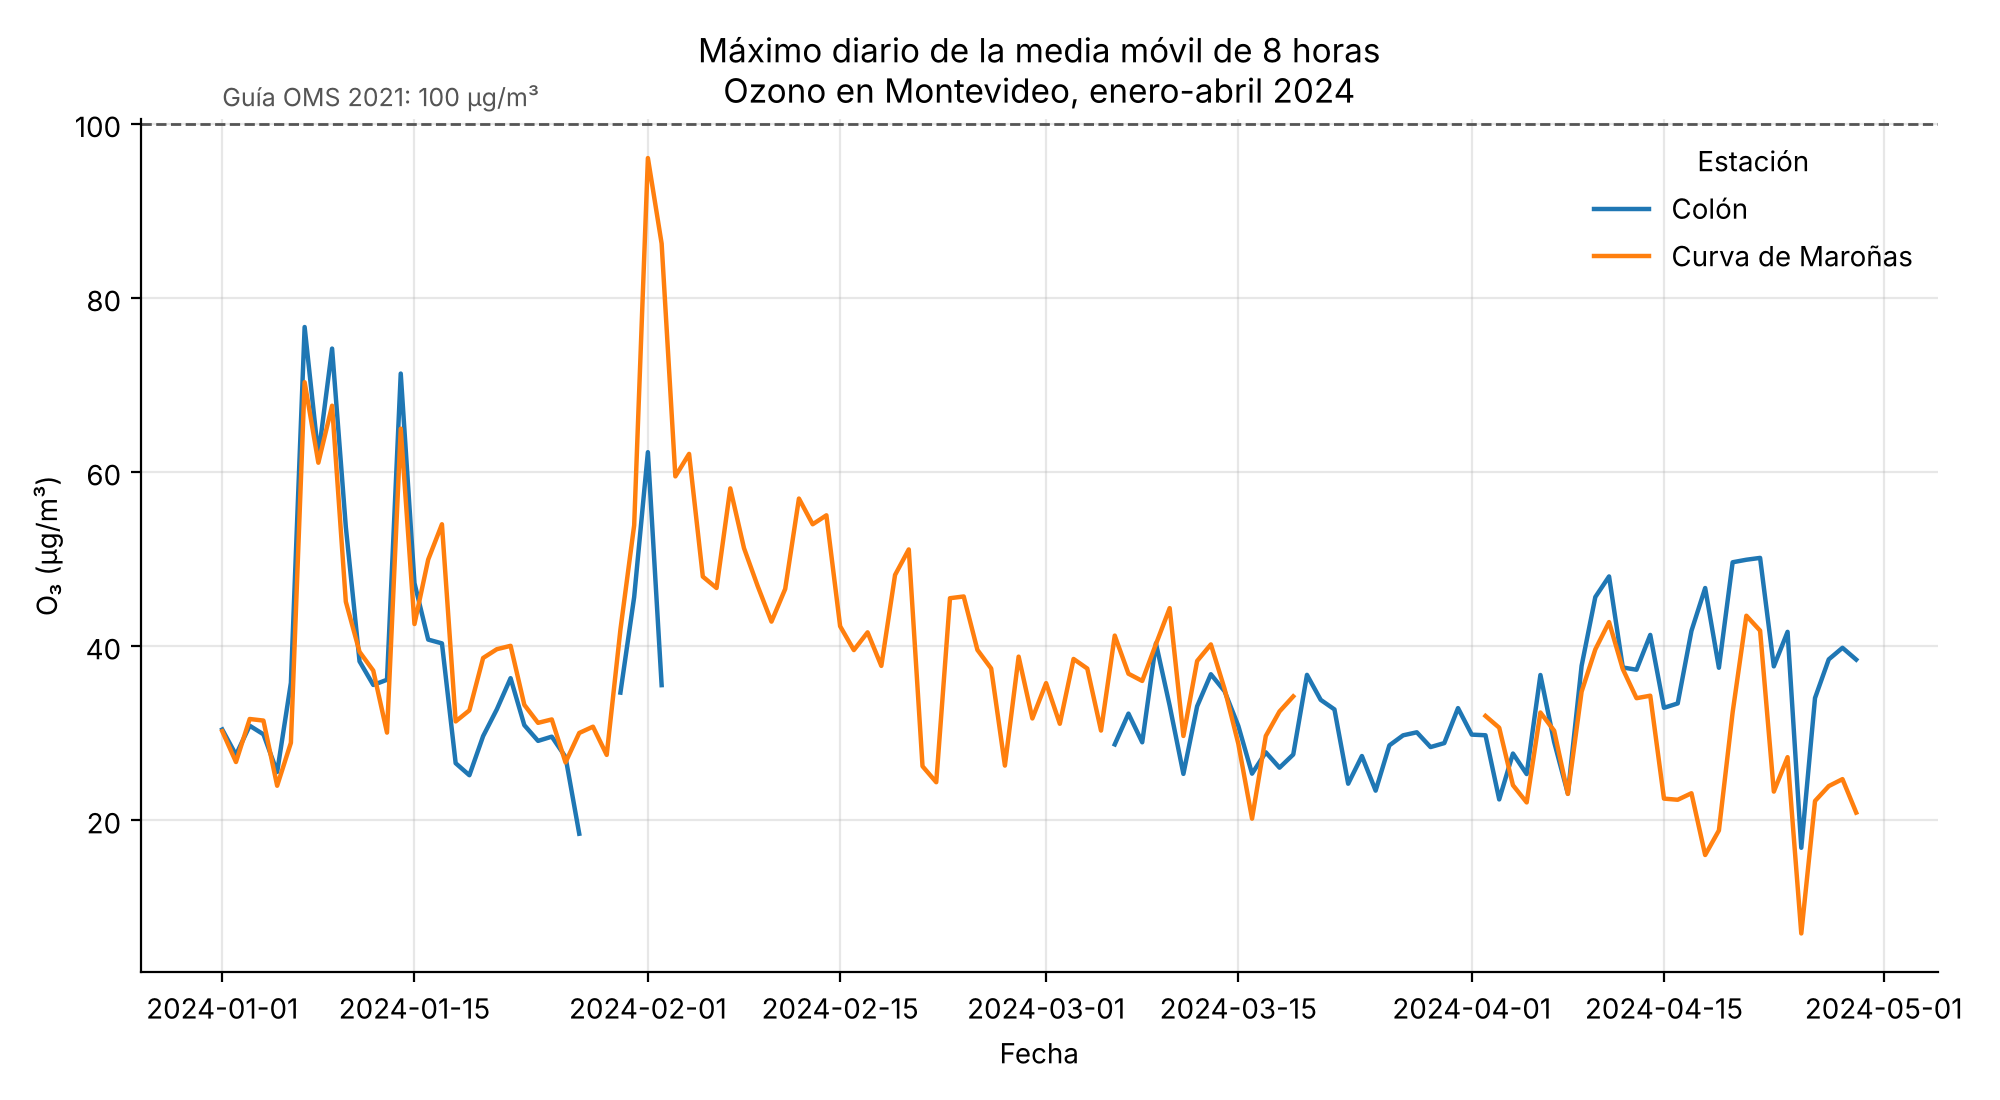 Máximo diario de la media móvil de 8 horas
Ozono en Montevideo, enero-abril 2024
Guía OMS 2021: 100 µg/m³
100
80
60
40
20
O₃ (µg/m³)
Estación
Colón
Curva de Maroñas
2024-01-01
2024-01-15
2024-02-01
2024-02-15
2024-03-01
2024-03-15
2024-04-01
2024-04-15
2024-05-01
Fecha